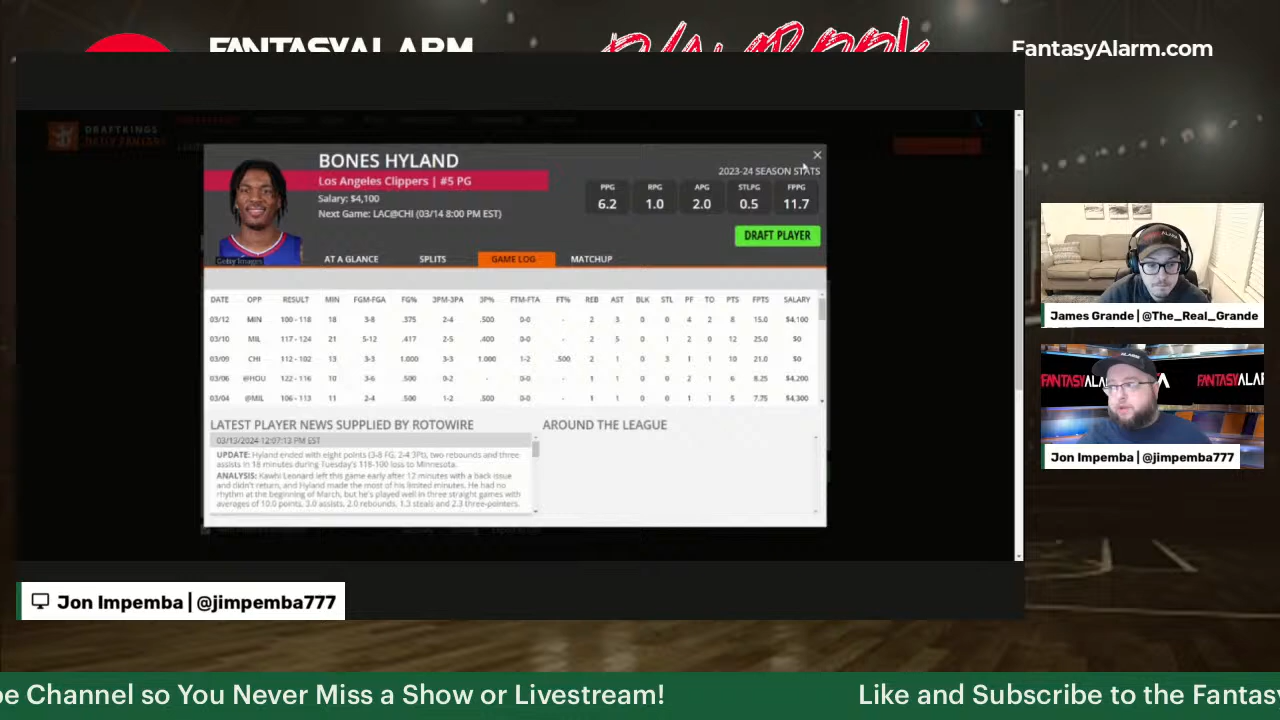 FANTASYALARM
PLAYBOOK
FantasyAlarm.com
DRAFTKINGS
BONES HYLAND
Los Angeles Clippers | #5 PG
Salary: $4,100
Next Game: LAC@CHI (03/14 8:00 PM EST)
2023-24 SEASON STATS
PPG RPG APG STLPG FPPG
6.2 1.0 2.0 0.5 11.7
DRAFT PLAYER
Getty Images
AT A GLANCE SPLITS GAME LOG MATCHUP
DATE OPP RESULT MIN FGM-FGA FG% 3PM-3PA 3P% FTM-FTA FT% REB AST BLK STL PF TO PTS FPTS SALARY
03/12 MIN 100 - 118 18 3-8 .375 2-4 .500 0-0 - 2 3 0 0 4 2 8 15.0 $4,100
03/10 MIL 117 - 124 21 5-12 .417 2-5 .400 0-0 - 2 5 0 1 2 0 12 25.0 $0
03/09 CHI 112 - 102 13 3-3 1.000 3-3 1.000 1-2 .500 2 1 0 3 1 1 10 21.0 $0
03/06 @HOU 122 - 116 10 3-6 .500 0-2 - 0-0 - 1 1 0 0 2 1 6 8.25 $4,200
03/04 @MIL 106 - 113 11 2-4 .500 1-2 .500 0-0 - 1 1 0 0 1 1 5 7.75 $4,300
LATEST PLAYER NEWS SUPPLIED BY ROTOWIRE
03/13/2024 12:07:13 PM EST
UPDATE: Hyland ended with eight points (3-8 FG, 2-4 3Pt), two rebounds and three
assists in 18 minutes during Tuesday's 118-100 loss to Minnesota.
ANALYSIS: Kawhi Leonard left this game early after 12 minutes with a back issue
and didn't return, and Hyland made the most of his limited minutes. He had no
rhythm at the beginning of March, but he's played well in three straight games with
averages of 10.0 points, 3.0 assists, 2.0 rebounds, 1.3 steals and 2.3 three-pointers.
AROUND THE LEAGUE
James Grande | @The_Real_Grande
FANTASYALA
Jon Impemba | @jimpemba777
Jon Impemba | @jimpemba777
be Channel so You Never Miss a Show or Livestream! Like and Subscribe to the Fantasy